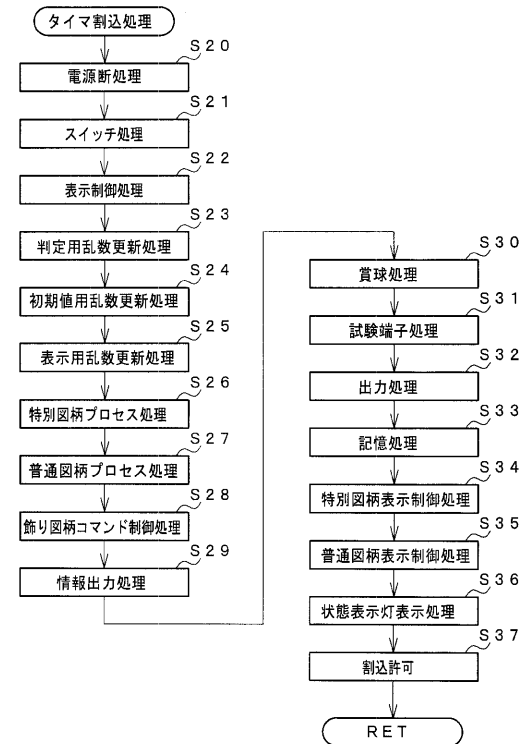 タイマ割込処理
S20
電源断処理
S21
スイッチ処理
S22
表示制御処理
S23
判定用乱数更新処理
S24
初期値用乱数更新処理
S25
表示用乱数更新処理
S26
特別図柄プロセス処理
S27
普通図柄プロセス処理
S28
飾り図柄コマンド制御処理
S29
情報出力処理
S30
賞球処理
S31
試験端子処理
S32
出力処理
S33
記憶処理
S34
特別図柄表示制御処理
S35
普通図柄表示制御処理
S36
状態表示灯表示処理
S37
割込許可
RET